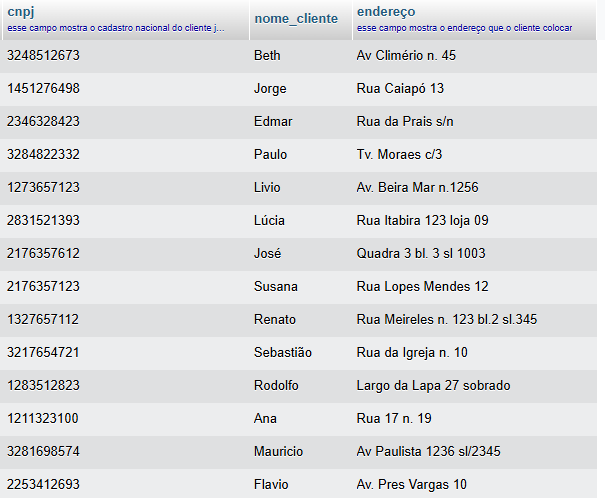 cnpj nome_cliente endereço
esse campo mostra o cadastro nacional do cliente j... esse campo mostra o endereço que o cliente colocar
3248512673 Beth Av Climério n. 45
1451276498 Jorge Rua Caiapó 13
2346328423 Edmar Rua da Prais s/n
3284822332 Paulo Tv. Moraes c/3
1273657123 Livio Av. Beira Mar n.1256
2831521393 Lúcia Rua Itabira 123 loja 09
2176357612 José Quadra 3 bl. 3 sl 1003
2176357123 Susana Rua Lopes Mendes 12
1327657112 Renato Rua Meireles n. 123 bl.2 sl.345
3217654721 Sebastião Rua da Igreja n. 10
1283512823 Rodolfo Largo da Lapa 27 sobrado
1211323100 Ana Rua 17 n. 19
3281698574 Mauricio Av Paulista 1236 sl/2345
2253412693 Flavio Av. Pres Vargas 10